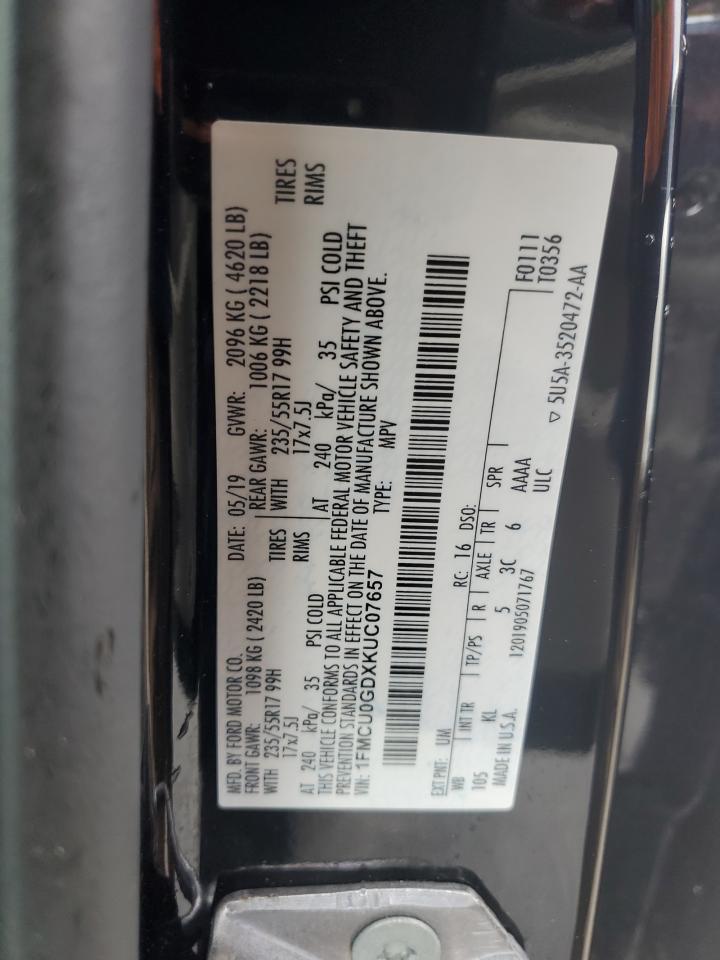 MFD. BY FORD MOTOR CO. DATE: 05/19 GVWR: 2096 KG ( 4620 LB)
FRONT GAWR: 1098 KG ( 2420 LB) REAR GAWR: 1006 KG ( 2218 LB)
WITH 235/55R17 99H TIRES WITH 235/55R17 99H TIRES
17x7.5J RIMS 17x7.5J RIMS
AT 240 kPa/ 35 PSI COLD AT 240 kPa/ 35 PSI COLD
THIS VEHICLE CONFORMS TO ALL APPLICABLE FEDERAL MOTOR VEHICLE SAFETY AND THEFT
PREVENTION STANDARDS IN EFFECT ON THE DATE OF MANUFACTURE SHOWN ABOVE.
VIN: 1FMCU0GDXKUC07657 TYPE: MPV
EXT PNT: UM RC: 16 DSO: F0111
WB INT TR TP/PS R AXLE TR SPR T0356
105 KL 5 3C 6 AAAA
MADE IN U.S.A. 1201905071767 ULC
▽ 5U5A-3520472-AA